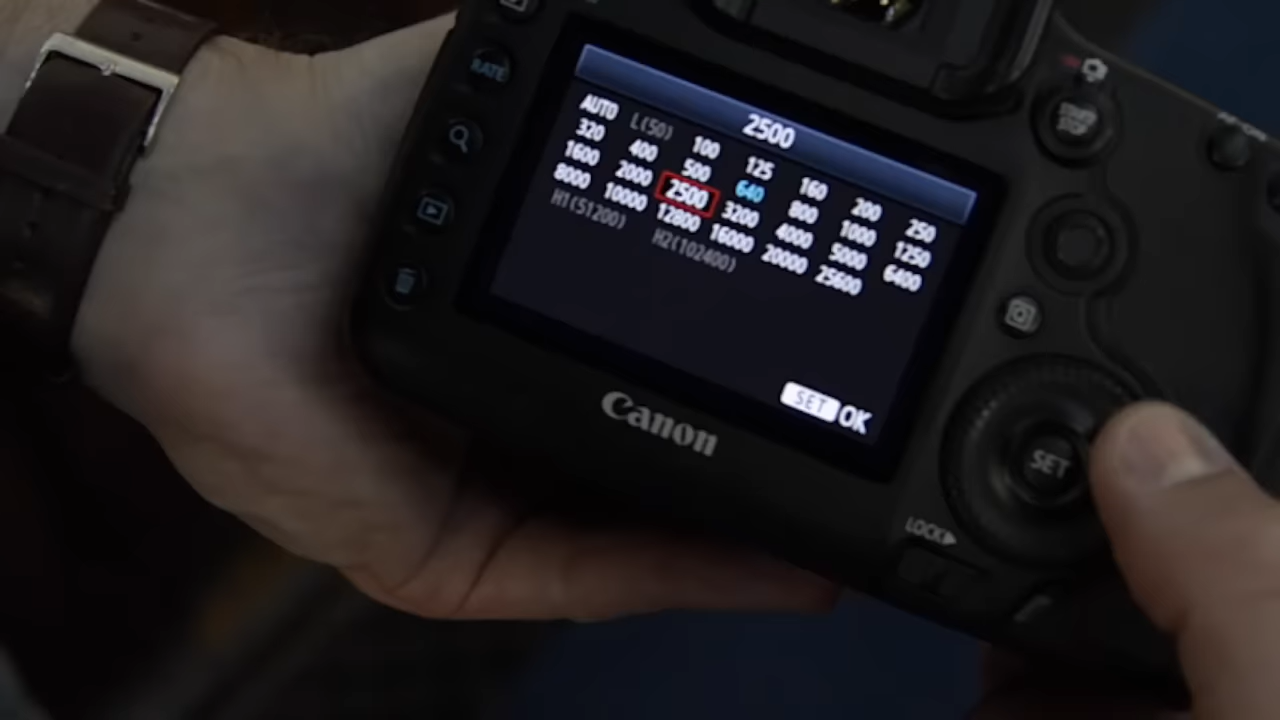 RATE
2500
AUTO L(50) 100 125 160 200 250
320 400 500 640 800 1000 1250
1600 2000 2500 3200 4000 5000 6400
8000 10000 12800 16000 20000 25600
H1(51200) H2(102400)
SET OK
Canon
START
STOP
SET
LOCK